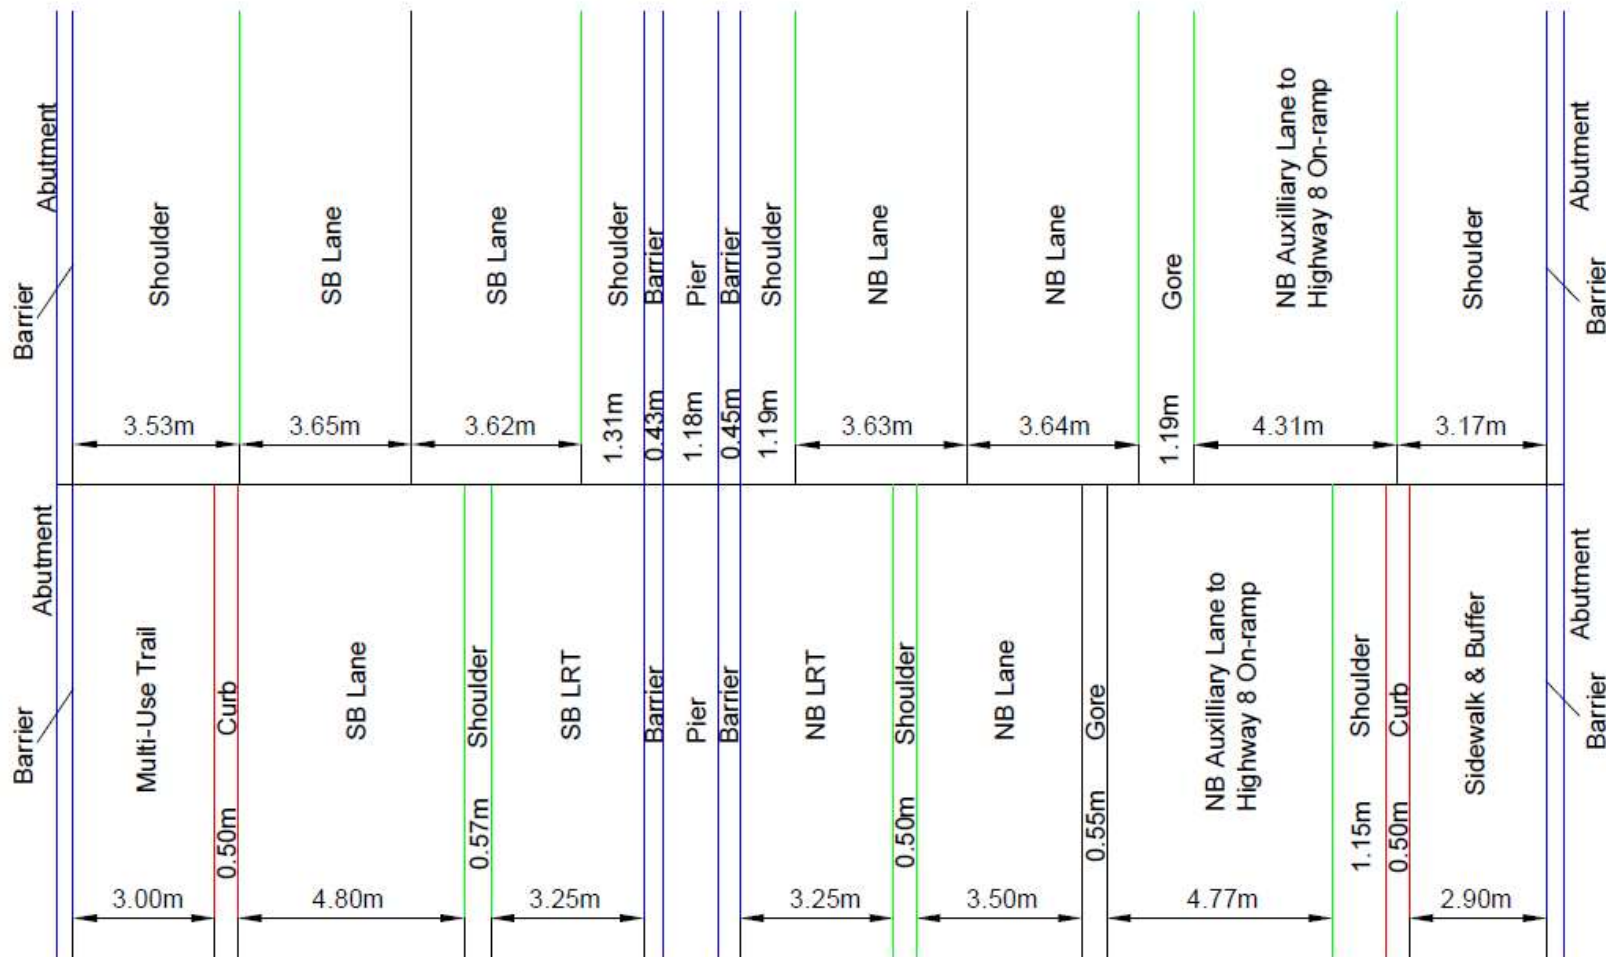 Abutment
Barrier
Shoulder
SB Lane
SB Lane
Shoulder
Barrier
Pier
Barrier
Shoulder
NB Lane
NB Lane
Gore
NB Auxilliary Lane to
Highway 8 On-ramp
Shoulder
Abutment
Barrier
3.53m
3.65m
3.62m
1.31m
0.43m
1.18m
0.45m
1.19m
3.63m
3.64m
1.19m
4.31m
3.17m
Abutment
Barrier
Multi-Use Trail
Curb
SB Lane
Shoulder
SB LRT
Barrier
Pier
Barrier
NB LRT
Shoulder
NB Lane
Gore
NB Auxilliary Lane to
Highway 8 On-ramp
Shoulder
Curb
Sidewalk & Buffer
Abutment
Barrier
3.00m
0.50m
4.80m
0.57m
3.25m
3.25m
0.50m
3.50m
0.55m
4.77m
1.15m
0.50m
2.90m